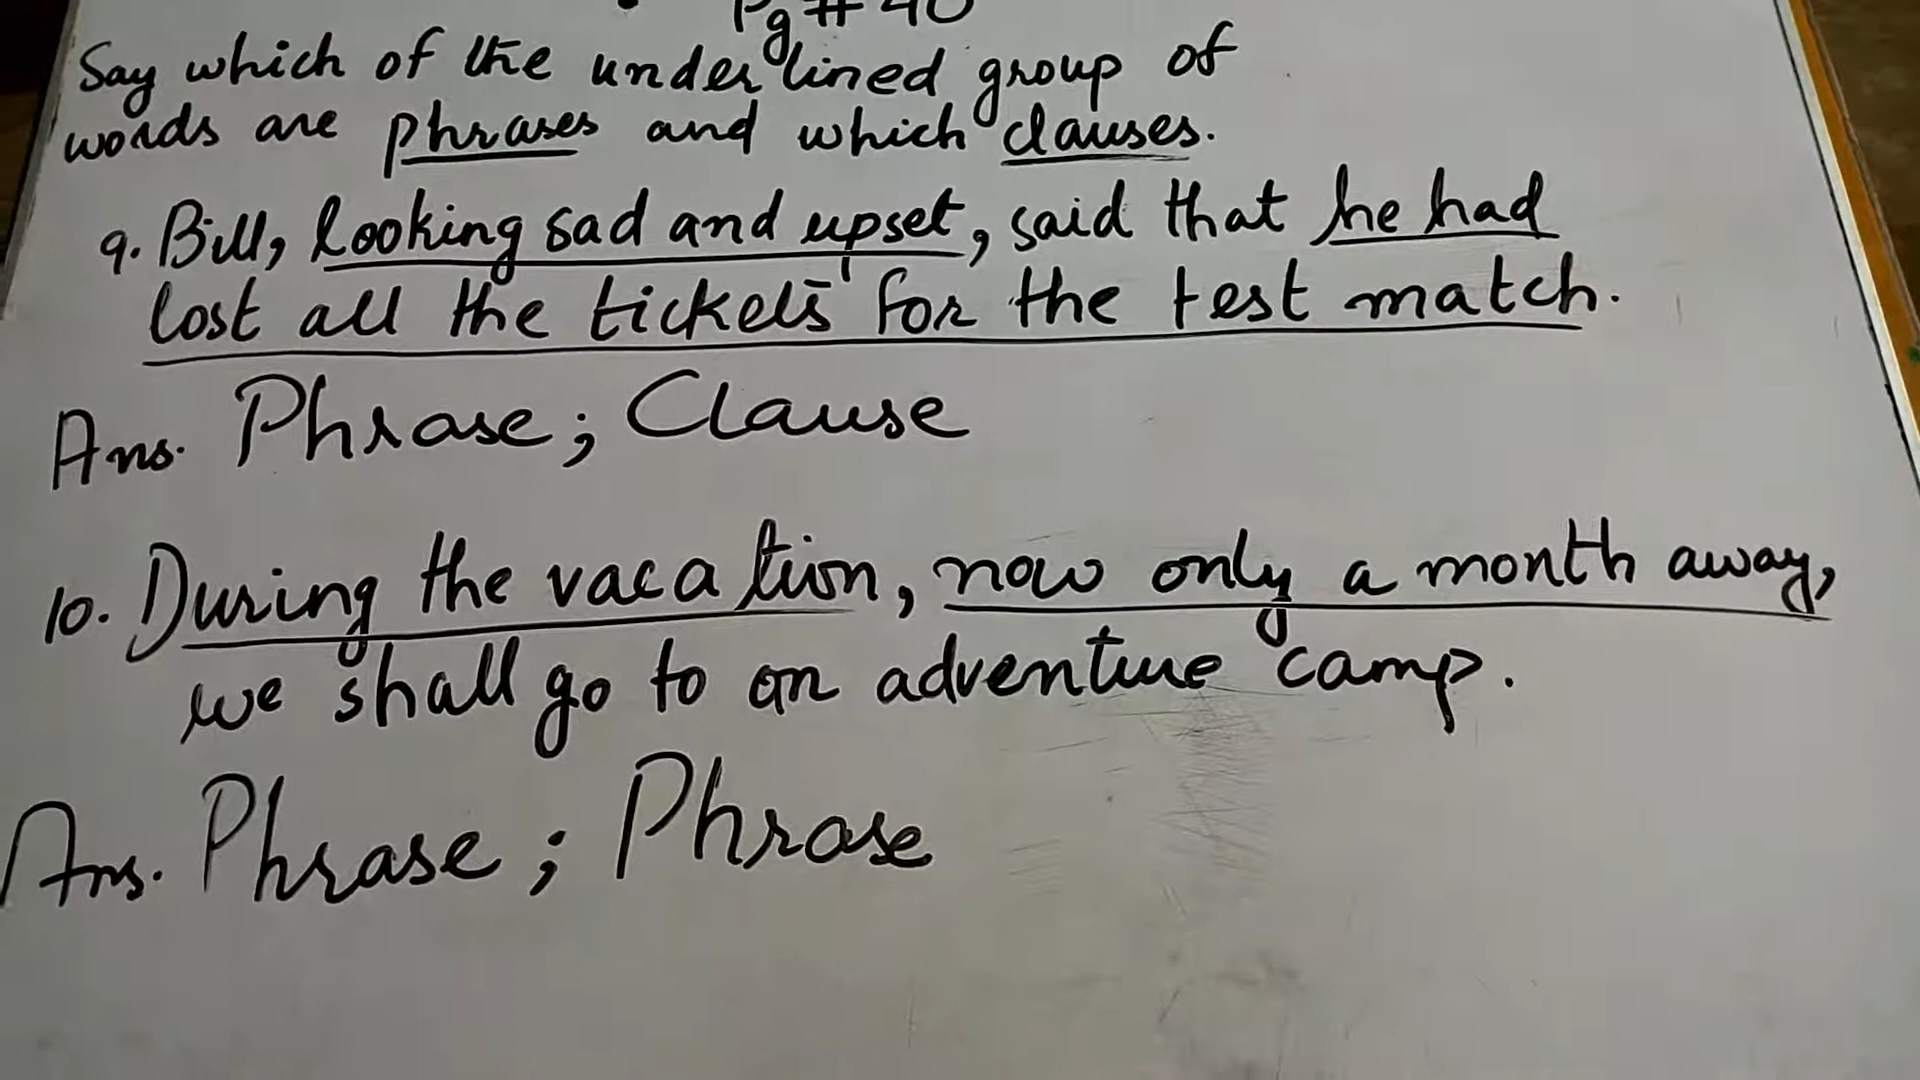 Pg # 40
Say which of the underlined group of
words are phrases and which clauses.
9. Bill, looking sad and upset, said that he had
lost all the tickets for the test match.
Ans. Phrase; Clause
10. During the vacation, now only a month away,
we shall go to an adventure camp.
Ans. Phrase; Phrase